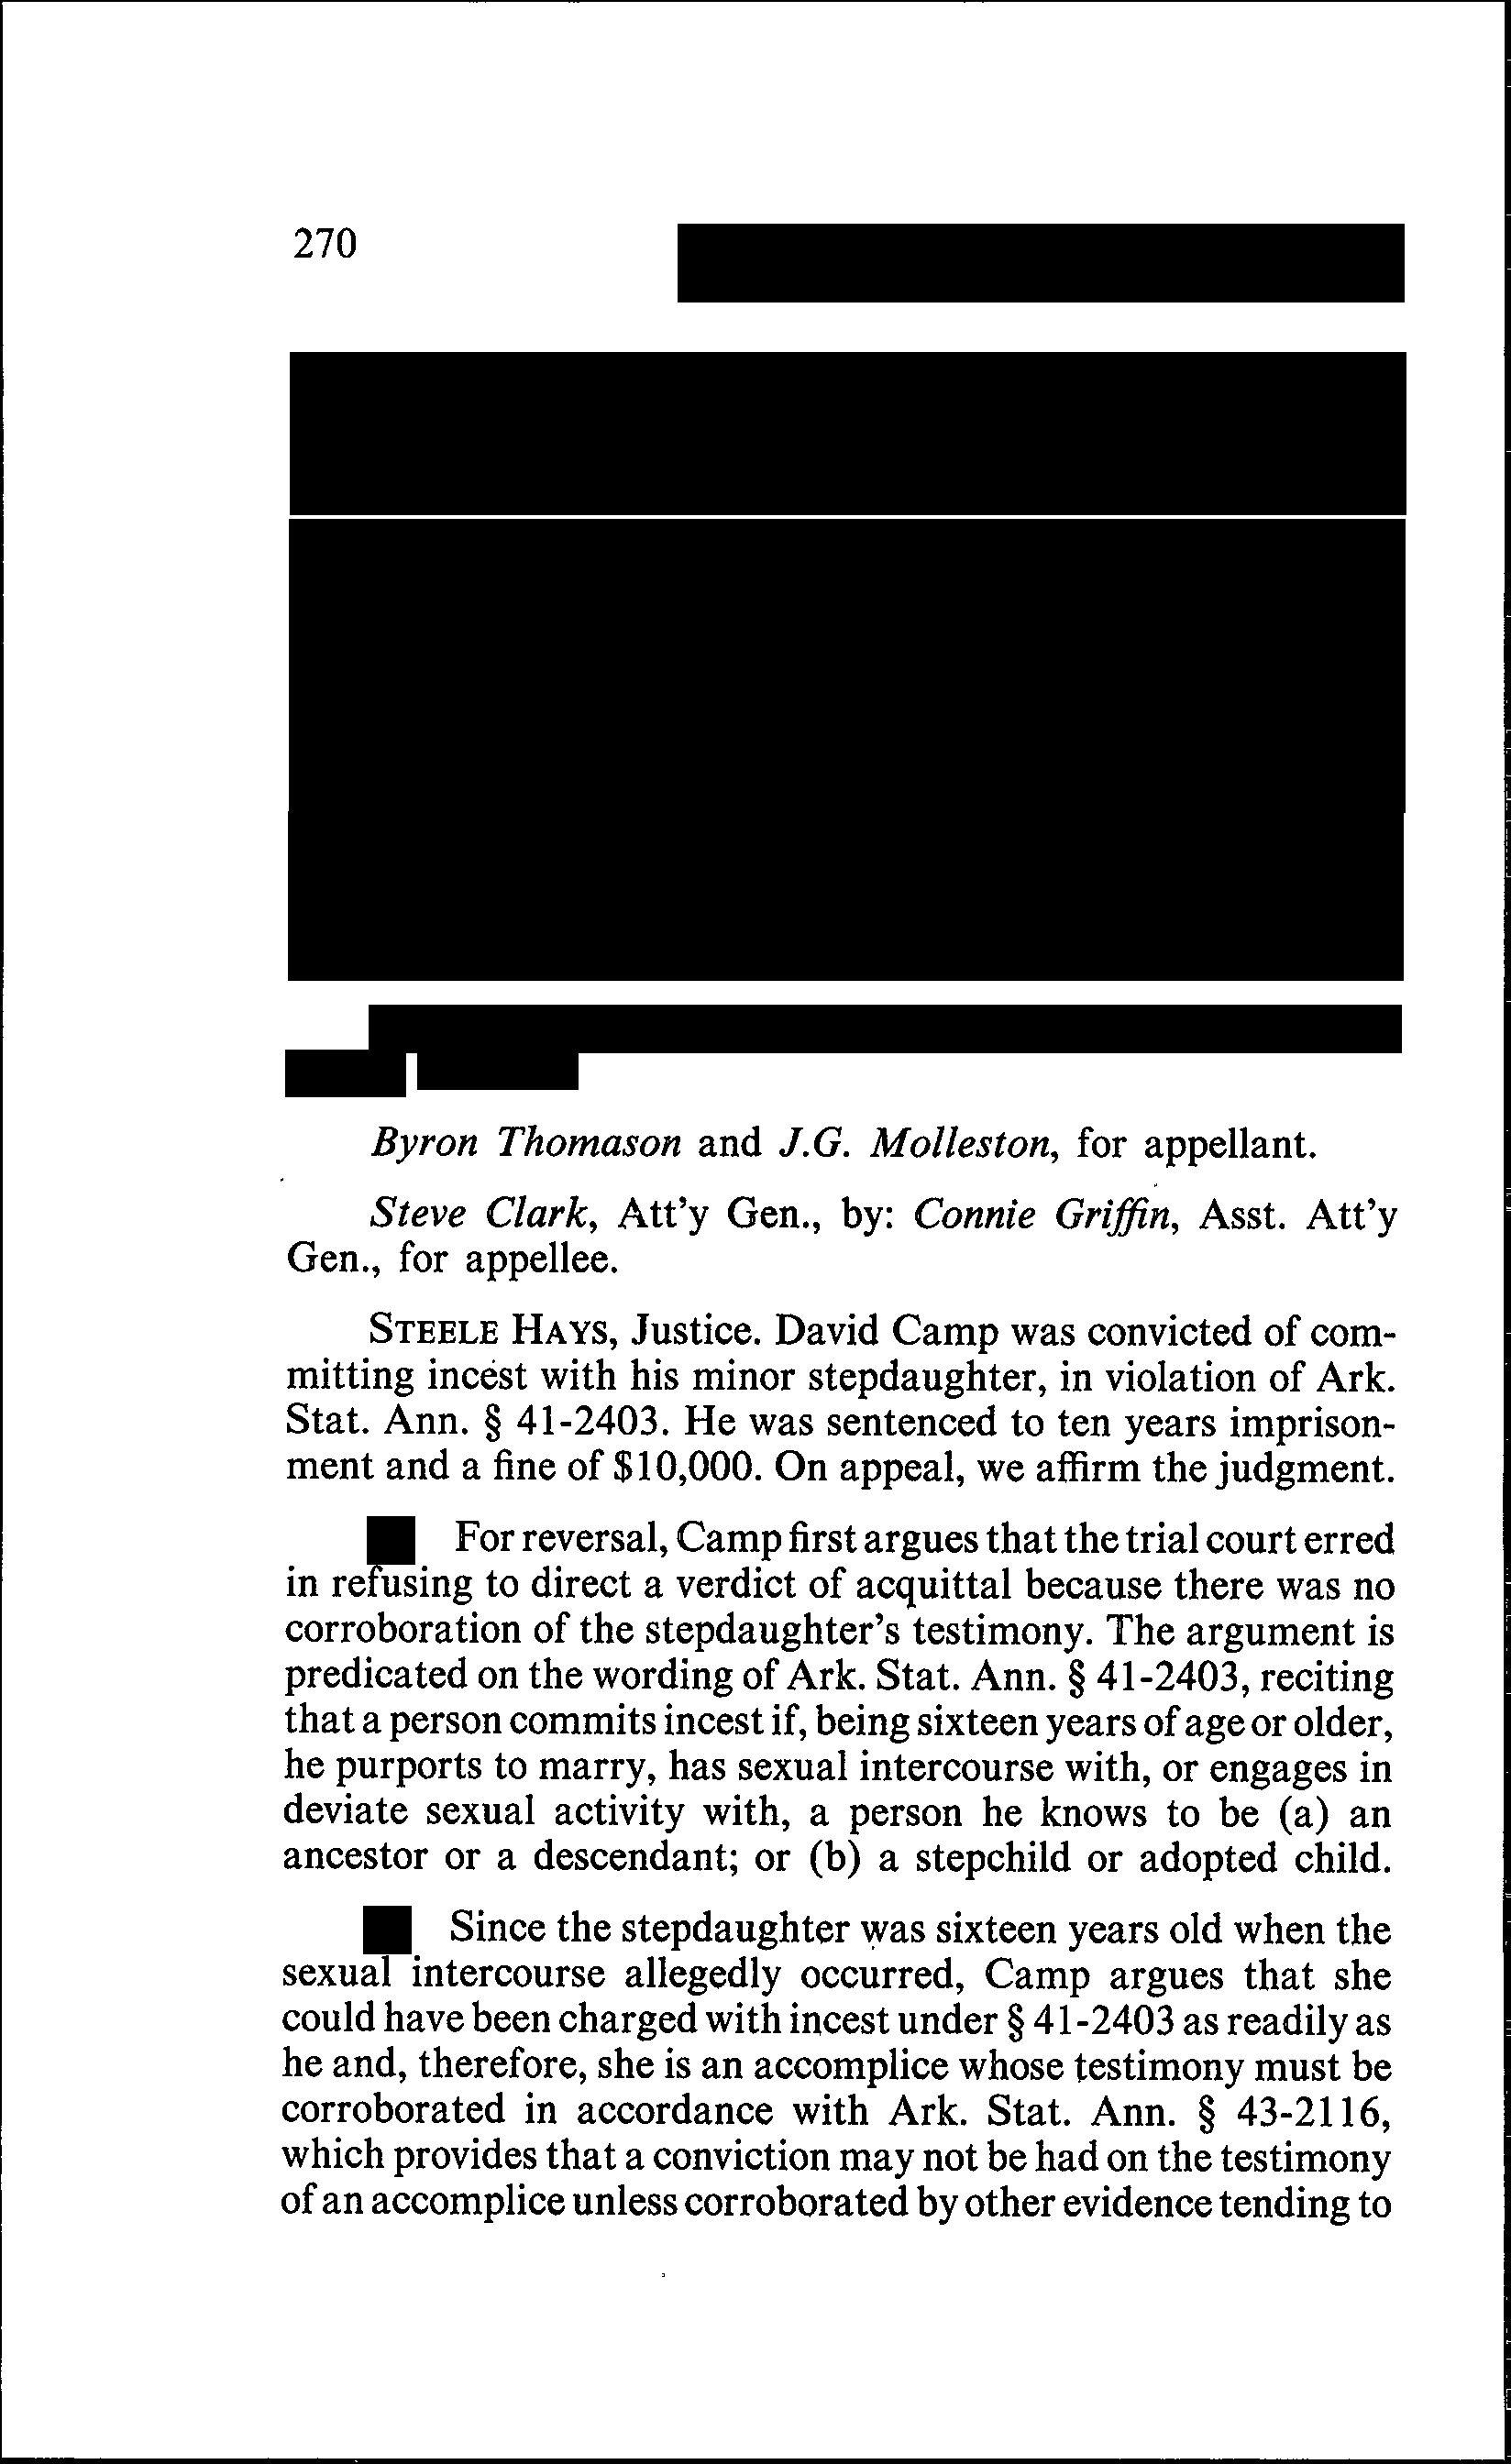 270
Byron Thomason and J.G. Molleston, for appellant.
Steve Clark, Att'y Gen., by: Connie Griffin, Asst. Att'y
Gen., for appellee.
STEELE HAYS, Justice. David Camp was convicted of com-
mitting incest with his minor stepdaughter, in violation of Ark.
Stat. Ann. § 41-2403. He was sentenced to ten years imprison-
ment and a fine of $10,000. On appeal, we affirm the judgment.
For reversal, Camp first argues that the trial court erred
in refusing to direct a verdict of acquittal because there was no
corroboration of the stepdaughter's testimony. The argument is
predicated on the wording of Ark. Stat. Ann. § 41-2403, reciting
that a person commits incest if, being sixteen years of age or older,
he purports to marry, has sexual intercourse with, or engages in
deviate sexual activity with, a person he knows to be (a) an
ancestor or a descendant; or (b) a stepchild or adopted child.
Since the stepdaughter was sixteen years old when the
sexual intercourse allegedly occurred, Camp argues that she
could have been charged with incest under § 41-2403 as readily as
he and, therefore, she is an accomplice whose testimony must be
corroborated in accordance with Ark. Stat. Ann. § 43-2116,
which provides that a conviction may not be had on the testimony
of an accomplice unless corroborated by other evidence tending to